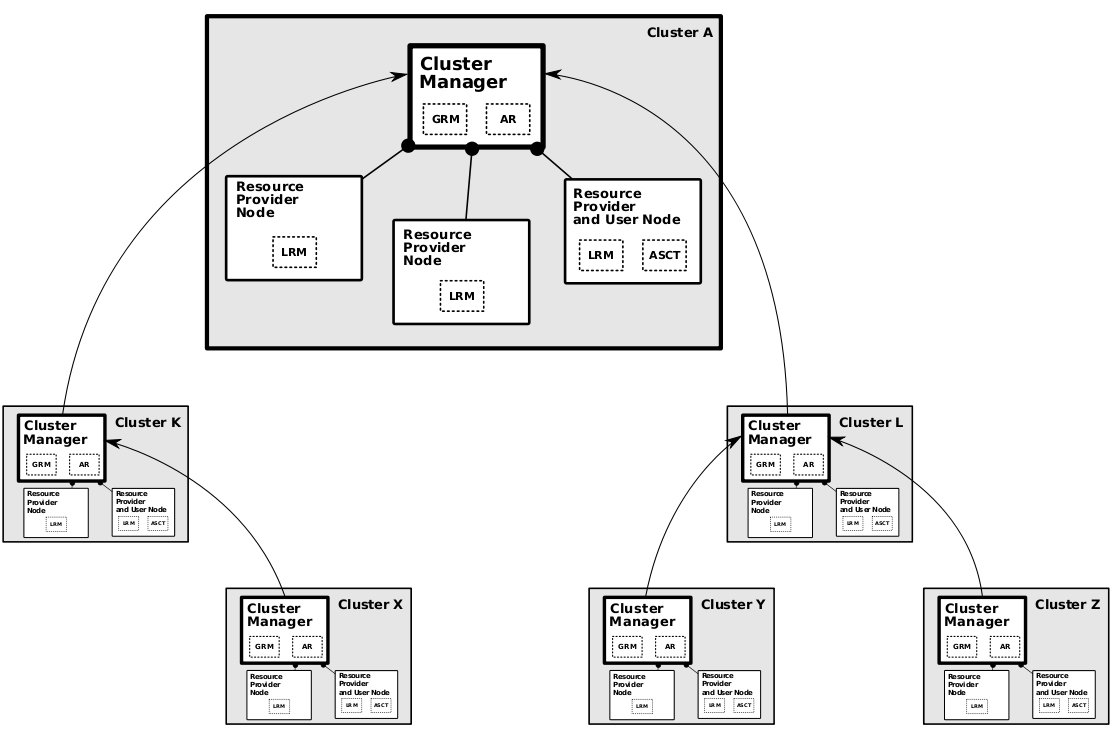 Cluster A
Cluster
Manager
GRM
AR
Resource
Provider
Node
LRM
Resource
Provider
Node
LRM
Resource
Provider
and User Node
LRM
ASCT
Cluster K
Cluster
Manager
GRM
AR
Resource
Provider
Node
LRM
Resource
Provider
and User Node
LRM
ASCT
Cluster L
Cluster
Manager
GRM
AR
Resource
Provider
Node
LRM
Resource
Provider
and User Node
LRM
ASCT
Cluster X
Cluster
Manager
GRM
AR
Resource
Provider
Node
LRM
Resource
Provider
and User Node
LRM
ASCT
Cluster Y
Cluster
Manager
GRM
AR
Resource
Provider
Node
LRM
Resource
Provider
and User Node
LRM
ASCT
Cluster Z
Cluster
Manager
GRM
AR
Resource
Provider
Node
LRM
Resource
Provider
and User Node
LRM
ASCT